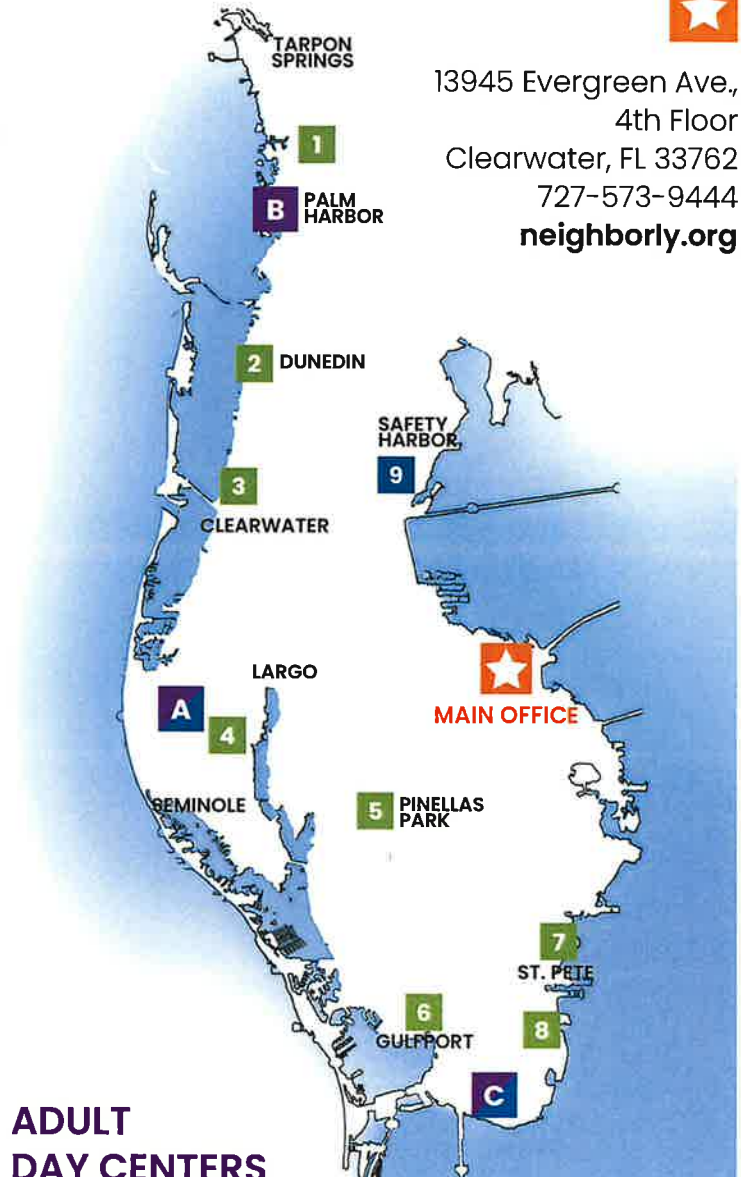 TARPON
SPRINGS
13945 Evergreen Ave.,
4th Floor
Clearwater, FL 33762
727-573-9444
neighborly.org
1
B
PALM
HARBOR
2
DUNEDIN
SAFETY
HARBOR
9
3
CLEARWATER
LARGO
A
MAIN OFFICE
4
SEMINOLE
5
PINELLAS
PARK
7
ST. PETE
6
GULFPORT
8
C
ADULT
DAY CENTERS